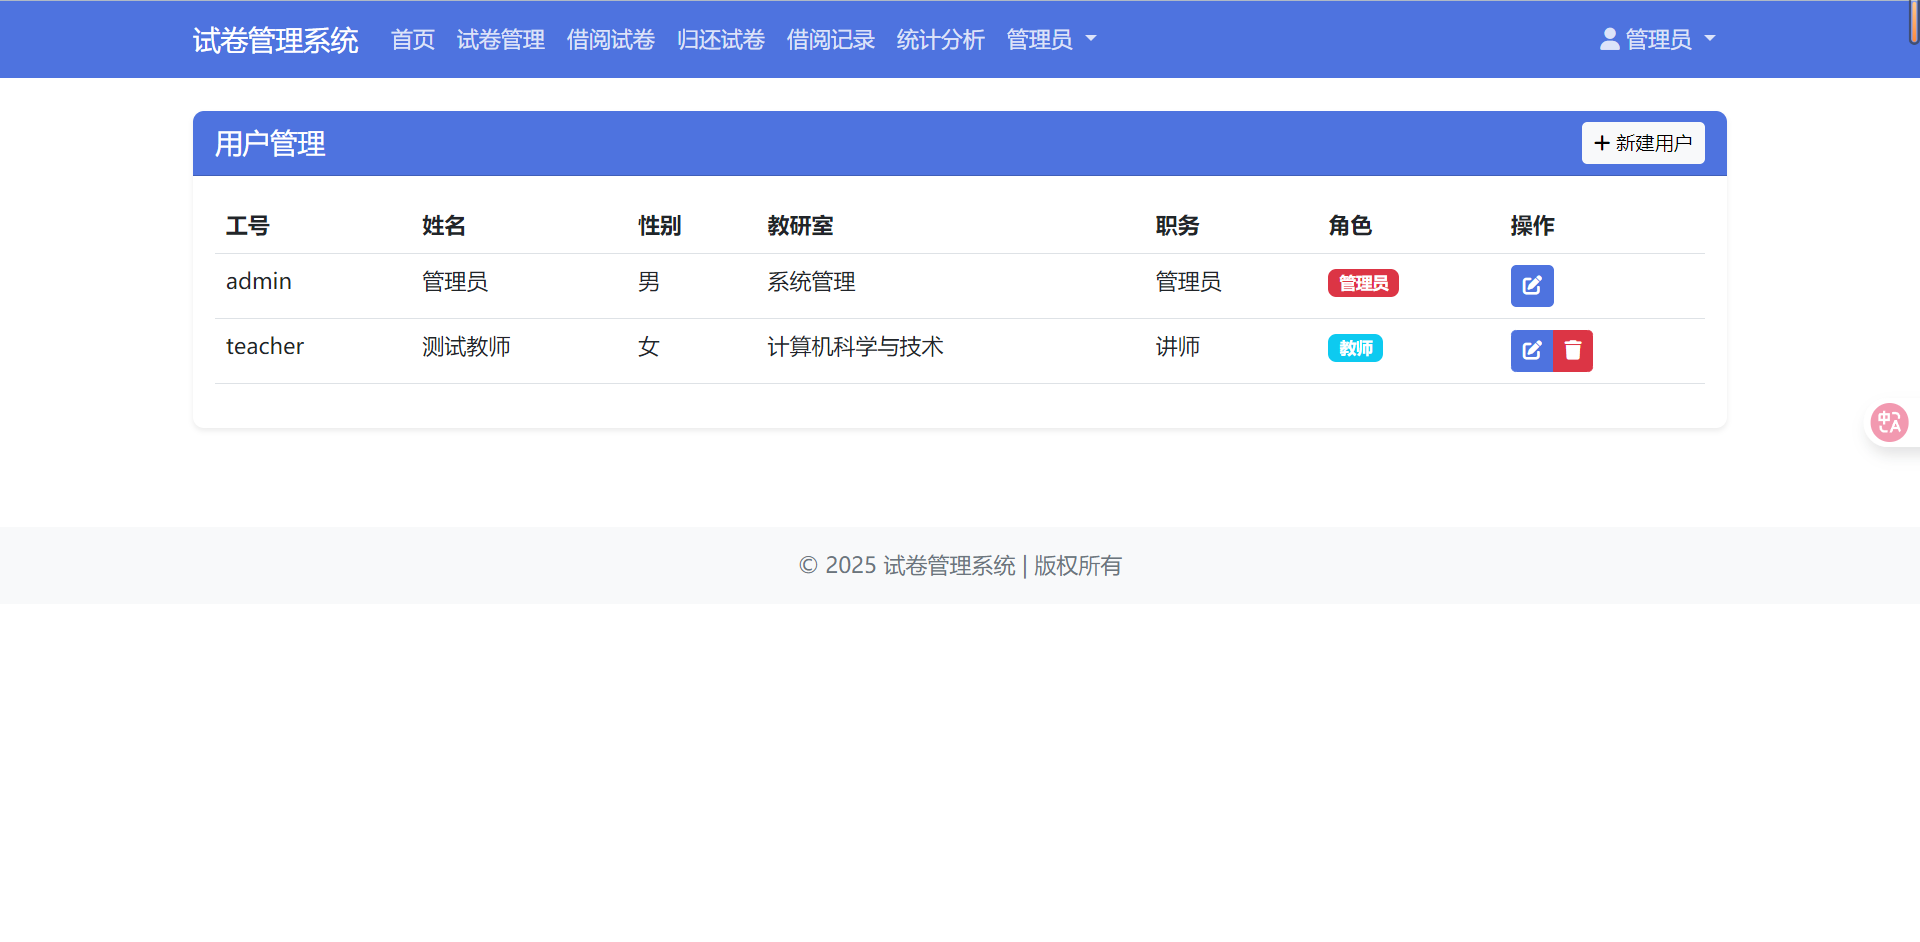 试卷管理系统 首页 试卷管理 借阅试卷 归还试卷 借阅记录 统计分析 管理员 管理员
用户管理 新建用户
工号 姓名 性别 教研室 职务 角色 操作
admin 管理员 男 系统管理 管理员 管理员
teacher 测试教师 女 计算机科学与技术 讲师 教师
中 A
© 2025 试卷管理系统 | 版权所有